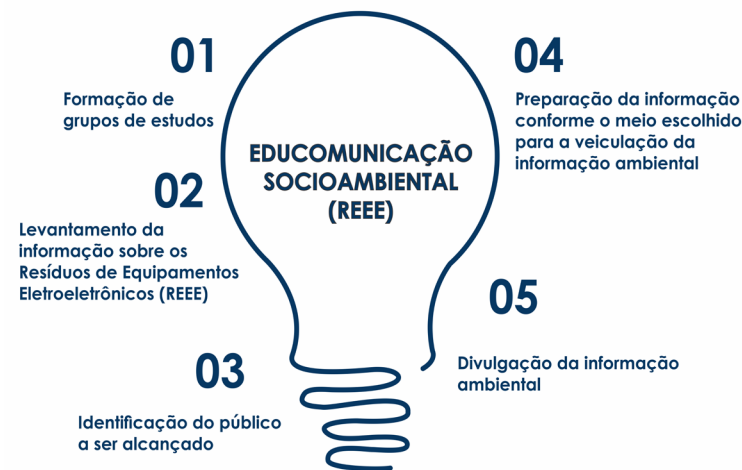 01
Formação de
grupos de estudos
02
Levantamento da
informação sobre os
Resíduos de Equipamentos
Eletroeletrônicos (REEE)
03
Identificação do público
a ser alcançado
EDUCOMUNICAÇÃO
SOCIOAMBIENTAL
(REEE)
04
Preparação da informação
conforme o meio escolhido
para a veiculação da
informação ambiental
05
Divulgação da informação
ambiental